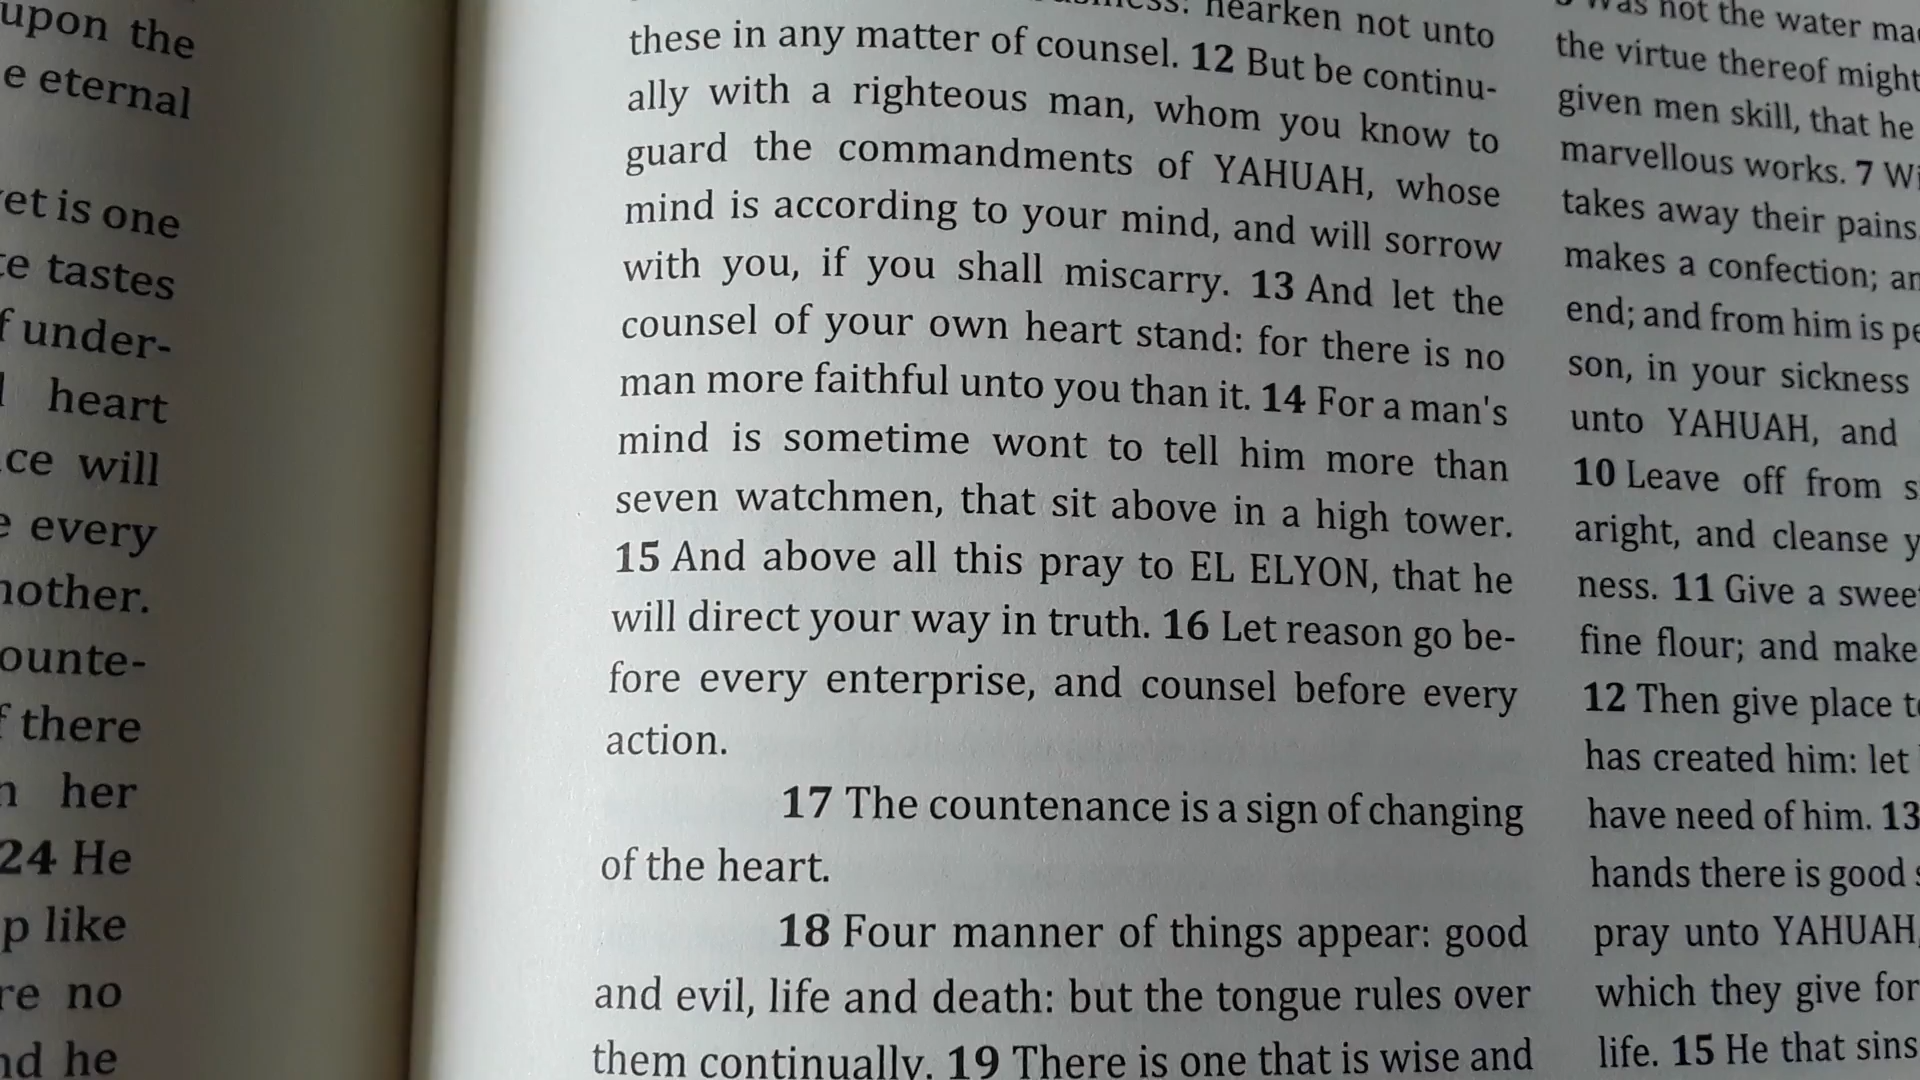 upon the
eternal
is one
tastes
under-
heart
will
every
ounte-
there
her
24 He
like
no
he
hearken not unto
these in any matter of counsel. 12 But be continu-
ally with a righteous man, whom you know to
guard the commandments of YAHUAH, whose
mind is according to your mind, and will sorrow
with you, if you shall miscarry. 13 And let the
counsel of your own heart stand: for there is no
man more faithful unto you than it. 14 For a man's
mind is sometime wont to tell him more than
seven watchmen, that sit above in a high tower.
15 And above all this pray to EL ELYON, that he
will direct your way in truth. 16 Let reason go be-
fore every enterprise, and counsel before every
action.
17 The countenance is a sign of changing
of the heart.
18 Four manner of things appear: good
and evil, life and death: but the tongue rules over
them continually. 19 There is one that is wise and
not the water
the virtue thereof might
given men skill, that he
marvellous works. 7
takes away their pains.
makes a confection;
end; and from him is
son, in your sickness
unto YAHUAH, and
10 Leave off from
aright, and cleanse
ness. 11 Give a
fine flour; and make
12 Then give place
has created him: let
have need of him. 13
hands there is good
pray unto YAHUAH,
which they give for
life. 15 He that sins